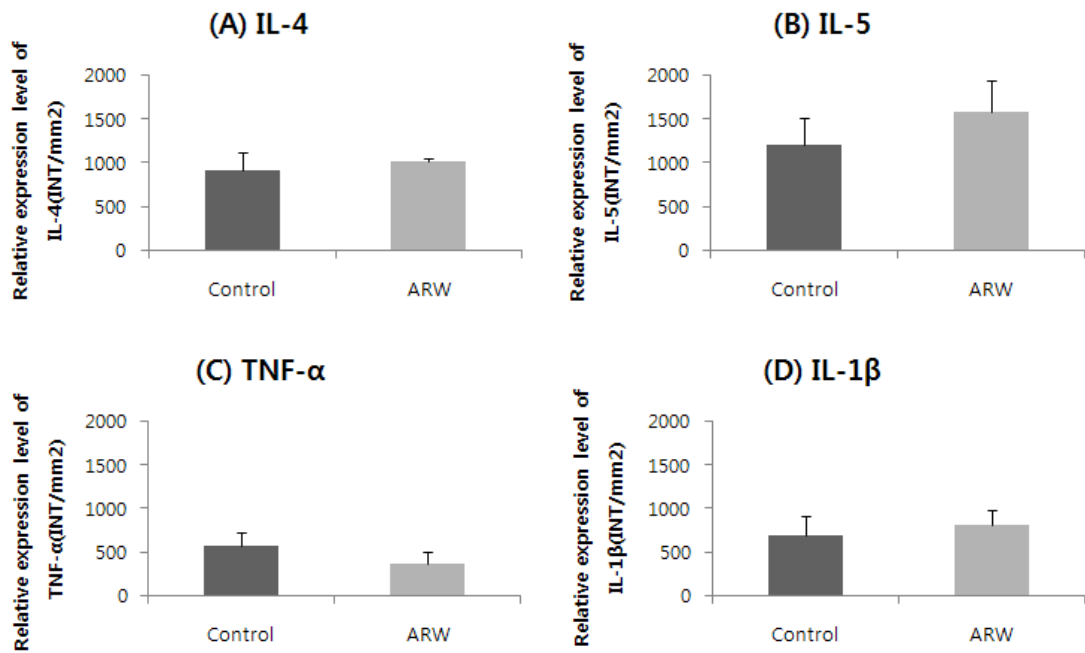 (A) IL-4
Relative expression level of
IL-4(INT/mm2)
2000
1500
1000
500
0
Control ARW
(B) IL-5
Relative expression level of
IL-5(INT/mm2)
2000
1500
1000
500
0
Control ARW
(C) TNF-α
Relative expression level of
TNF-α(INT/mm2)
2000
1500
1000
500
0
Control ARW
(D) IL-1β
Relative expression level of
IL-1β(INT/mm2)
2000
1500
1000
500
0
Control ARW